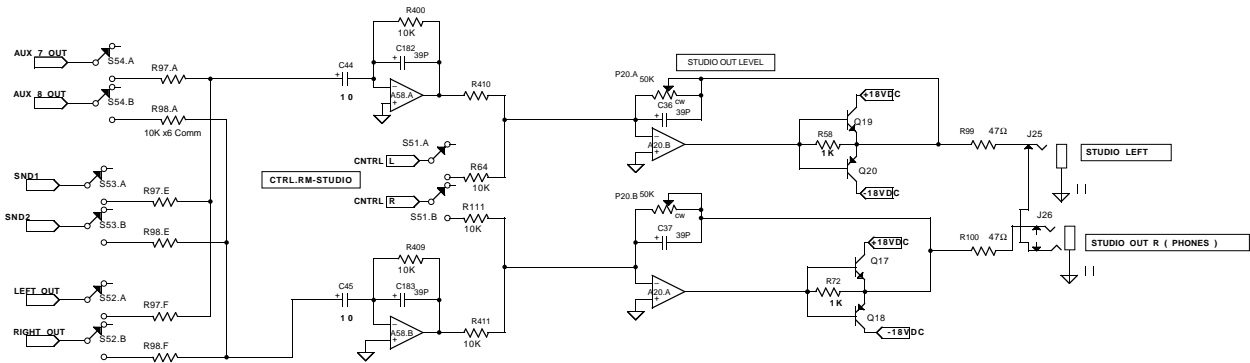 R400
10K
C182
39P
AUX 7 OUT
S54.A
R97.A
AUX 8 OUT
S54.B
R98.A
10K x6 Comm
C44
10
A58.A
R410
10K
P20.A
50K
STUDIO OUT LEVEL
cw
C36
39P
A20.B
+18VDC
Q19
R58
1K
Q20
-18VDC
R99
47Ω
J25
STUDIO LEFT
S51.A
CNTRL
L
R64
10K
CTRL.RM-STUDIO
CNTRL
R
S51.B
R111
10K
SND1
S53.A
R97.E
SND2
S53.B
R98.E
P20.B
50K
cw
C37
39P
A20.A
+18VDC
Q17
R72
1K
Q18
-18VDC
R100
47Ω
J26
STUDIO OUT R ( PHONES )
R409
10K
C183
39P
LEFT OUT
S52.A
R97.F
RIGHT OUT
S52.B
R98.F
C45
10
A58.B
R411
10K